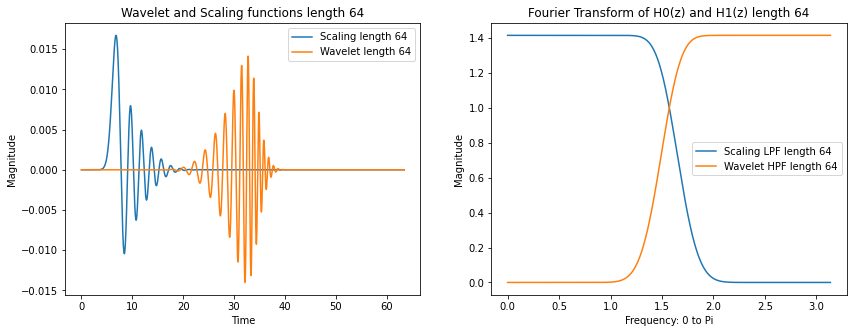 Wavelet and Scaling functions length 64
Scaling length 64
Wavelet length 64
0.015
0.010
0.005
0.000
−0.005
−0.010
−0.015
Magnitude
0
10
20
30
40
50
60
Time
Fourier Transform of H0(z) and H1(z) length 64
Scaling LPF length 64
Wavelet HPF length 64
1.4
1.2
1.0
0.8
0.6
0.4
0.2
0.0
Magnitude
0.0
0.5
1.0
1.5
2.0
2.5
3.0
Frequency: 0 to Pi